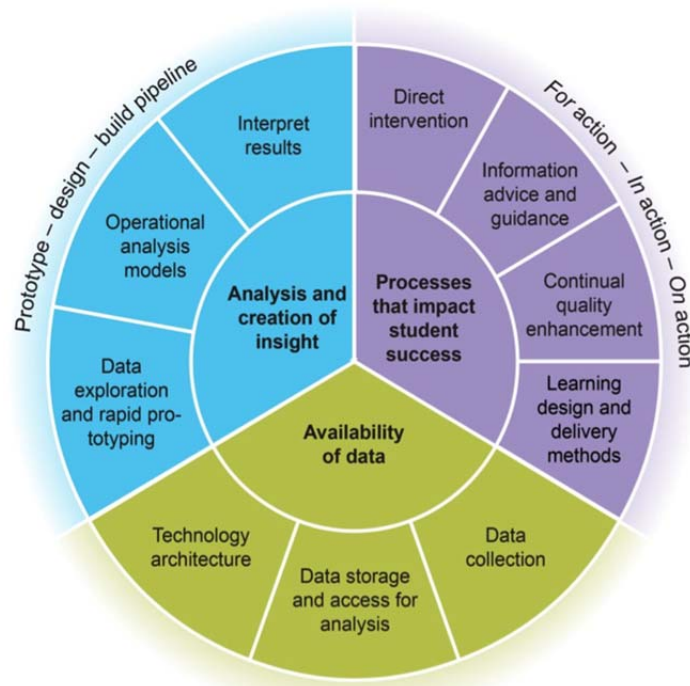 Prototype – design – build pipeline
For action – In action – On action
Interpret
results
Operational
analysis
models
Data
exploration
and rapid pro-
totyping
Analysis and
creation of
insight
Direct
intervention
Information
advice and
guidance
Continual
quality
enhancement
Learning
design and
delivery
methods
Processes
that impact
student
success
Availability
of data
Technology
architecture
Data storage
and access for
analysis
Data
collection